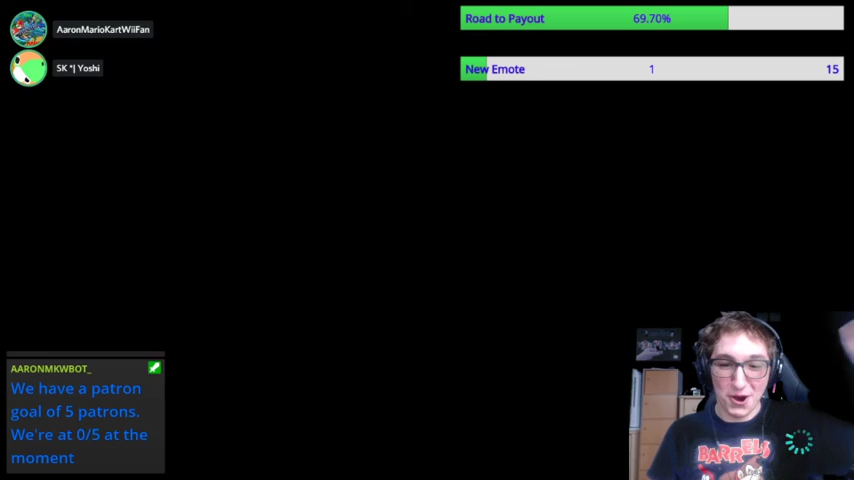 AaronMarioKartWiiFan
SK *| Yoshi
Road to Payout 69.70%
New Emote 1 15
AARONMKWBOT_
We have a patron
goal of 5 patrons.
We're at 0/5 at the
moment
BARRELS